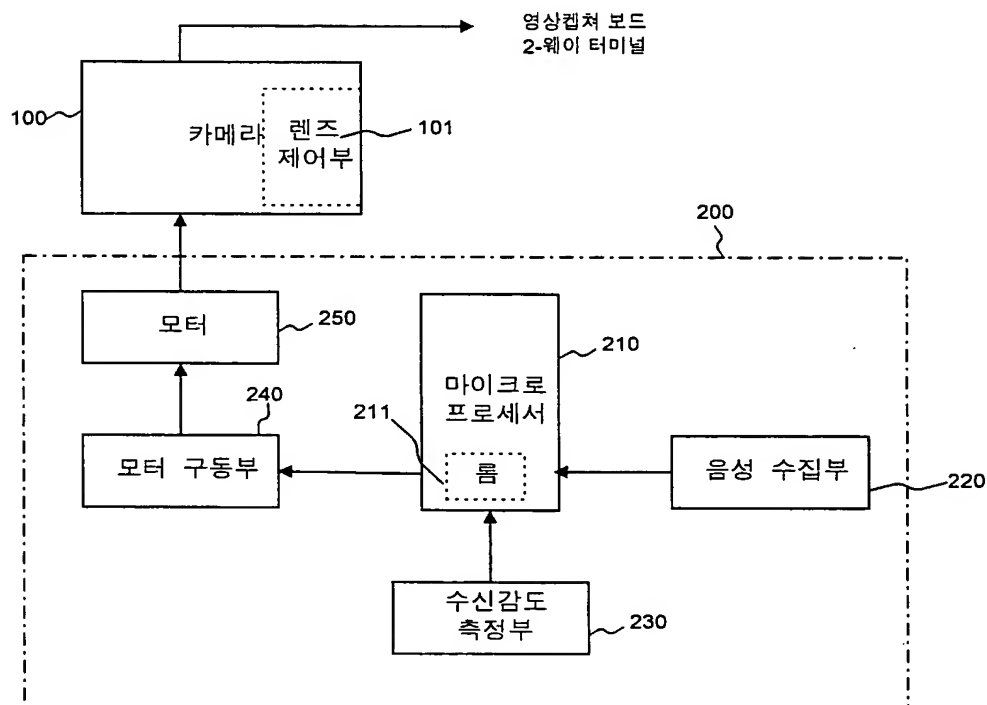 영상켑쳐 보드
2-웨이 터미널
100
카메라
렌즈
제어부
101
200
모터
250
210
마이크로
프로세서
240
211
모터 구동부
롬
음성 수집부
220
수신감도
측정부
230